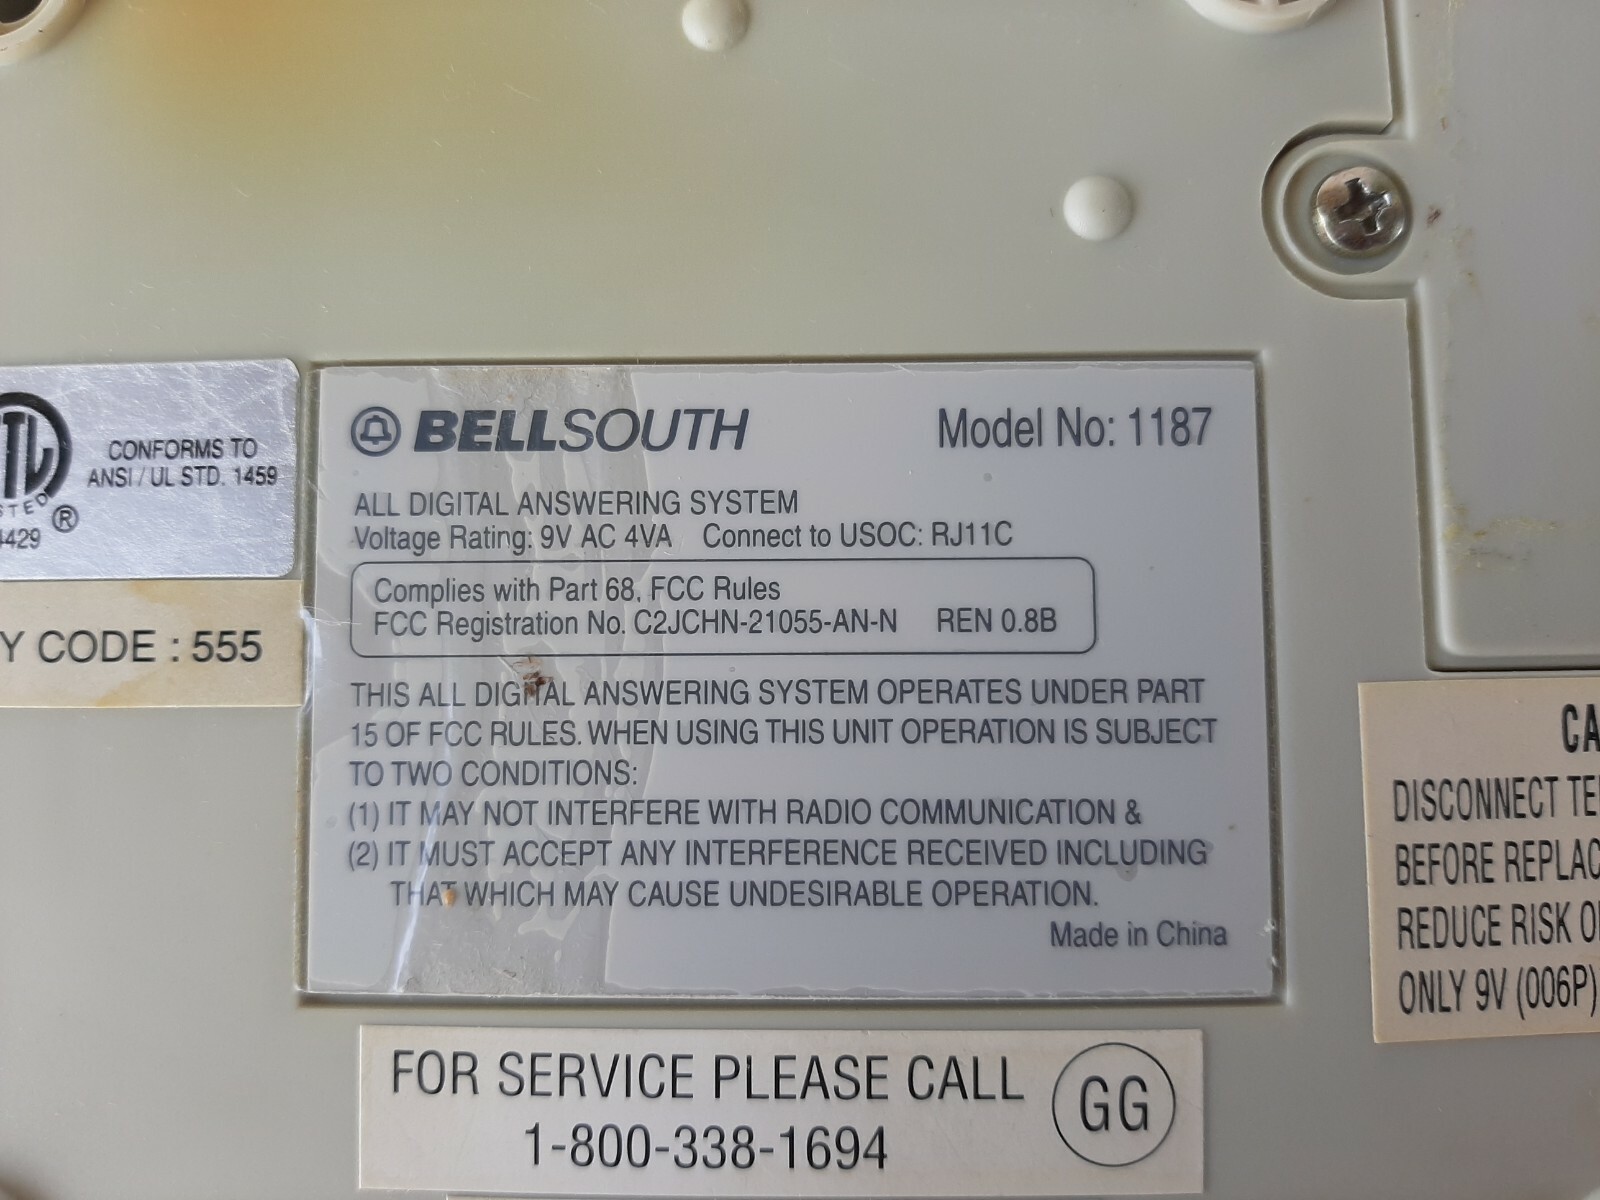 CONFORMS TO
ANSI / UL STD. 1459
®
4429
Y CODE : 555
BELLSOUTH
Model No: 1187
ALL DIGITAL ANSWERING SYSTEM
Voltage Rating: 9V AC 4VA Connect to USOC: RJ11C
Complies with Part 68, FCC Rules
FCC Registration No. C2JCHN-21055-AN-N REN 0.8B
THIS ALL DIGITAL ANSWERING SYSTEM OPERATES UNDER PART
15 OF FCC RULES. WHEN USING THIS UNIT OPERATION IS SUBJECT
TO TWO CONDITIONS:
(1) IT MAY NOT INTERFERE WITH RADIO COMMUNICATION &
(2) IT MUST ACCEPT ANY INTERFERENCE RECEIVED INCLUDING
THAT WHICH MAY CAUSE UNDESIRABLE OPERATION.
Made in China
CA
DISCONNECT TE
BEFORE REPLAC
REDUCE RISK O
ONLY 9V (006P)
FOR SERVICE PLEASE CALL
1-800-338-1694
GG